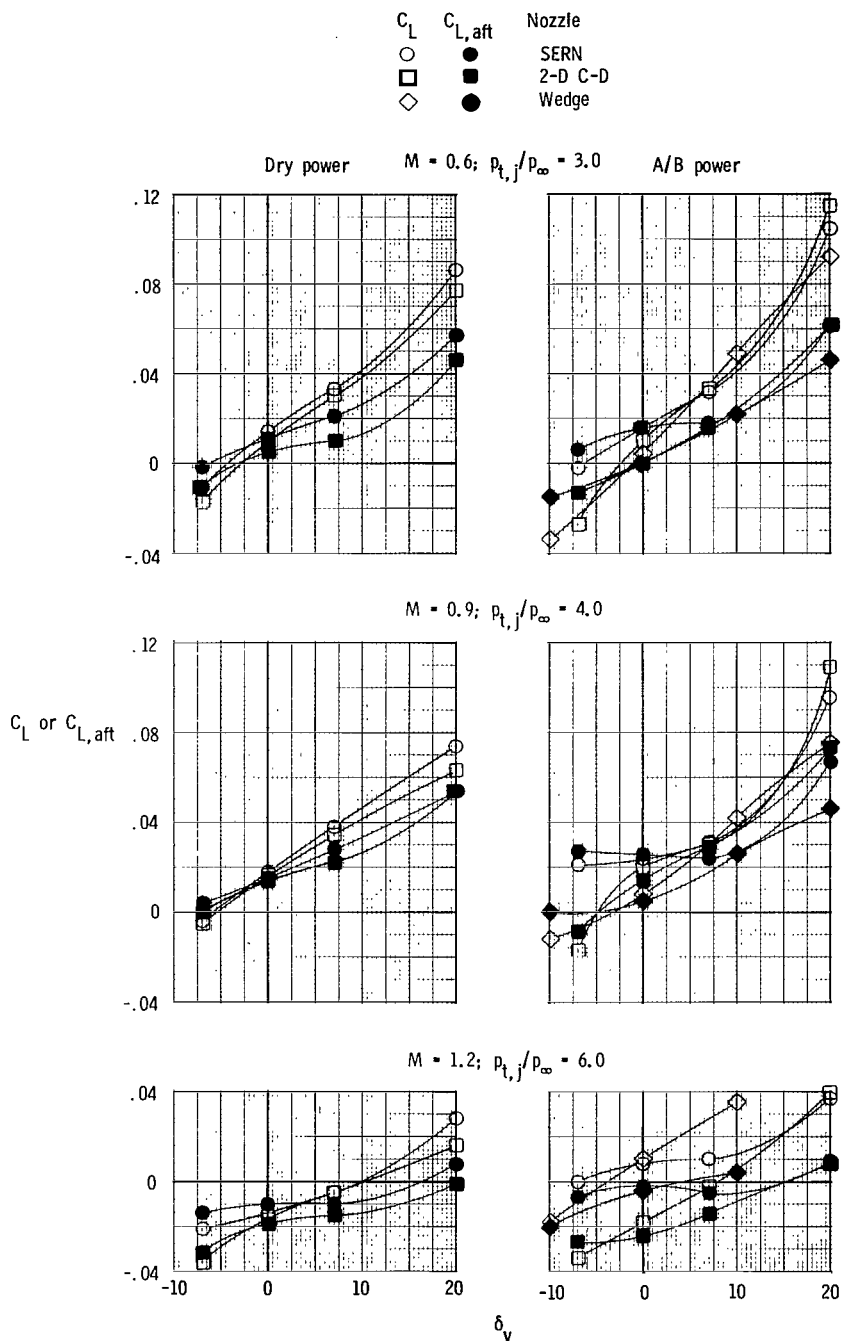 C_L C_L,aft Nozzle
SERN
2-D C-D
Wedge
Dry power M = 0.6; p_t,j/p_∞ = 3.0 A/B power
.12
.08
.04
0
-.04
M = 0.9; p_t,j/p_∞ = 4.0
.12
.08
C_L or C_L,aft
.04
0
-.04
M = 1.2; p_t,j/p_∞ = 6.0
.04
0
-.04
-10 0 10 20 -10 0 10 20
δ_v